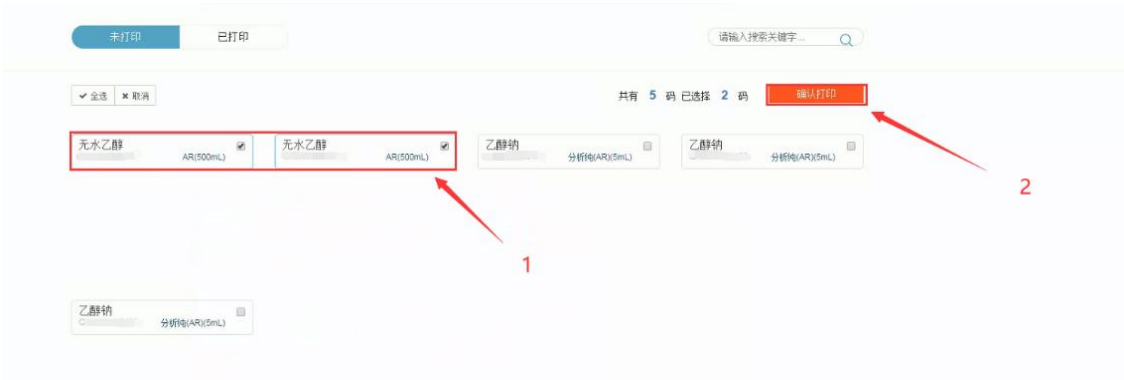 未打印 已打印 请输入搜索关键字...
全选 取消 共有 5 码 已选择 2 码 确认打印
无水乙醇 无水乙醇 乙醇钠 乙醇钠
AR(500mL) AR(500mL) 分析纯(AR)(5mL) 分析纯(AR)(5mL)
2
1
乙醇钠
分析纯(AR)(5mL)